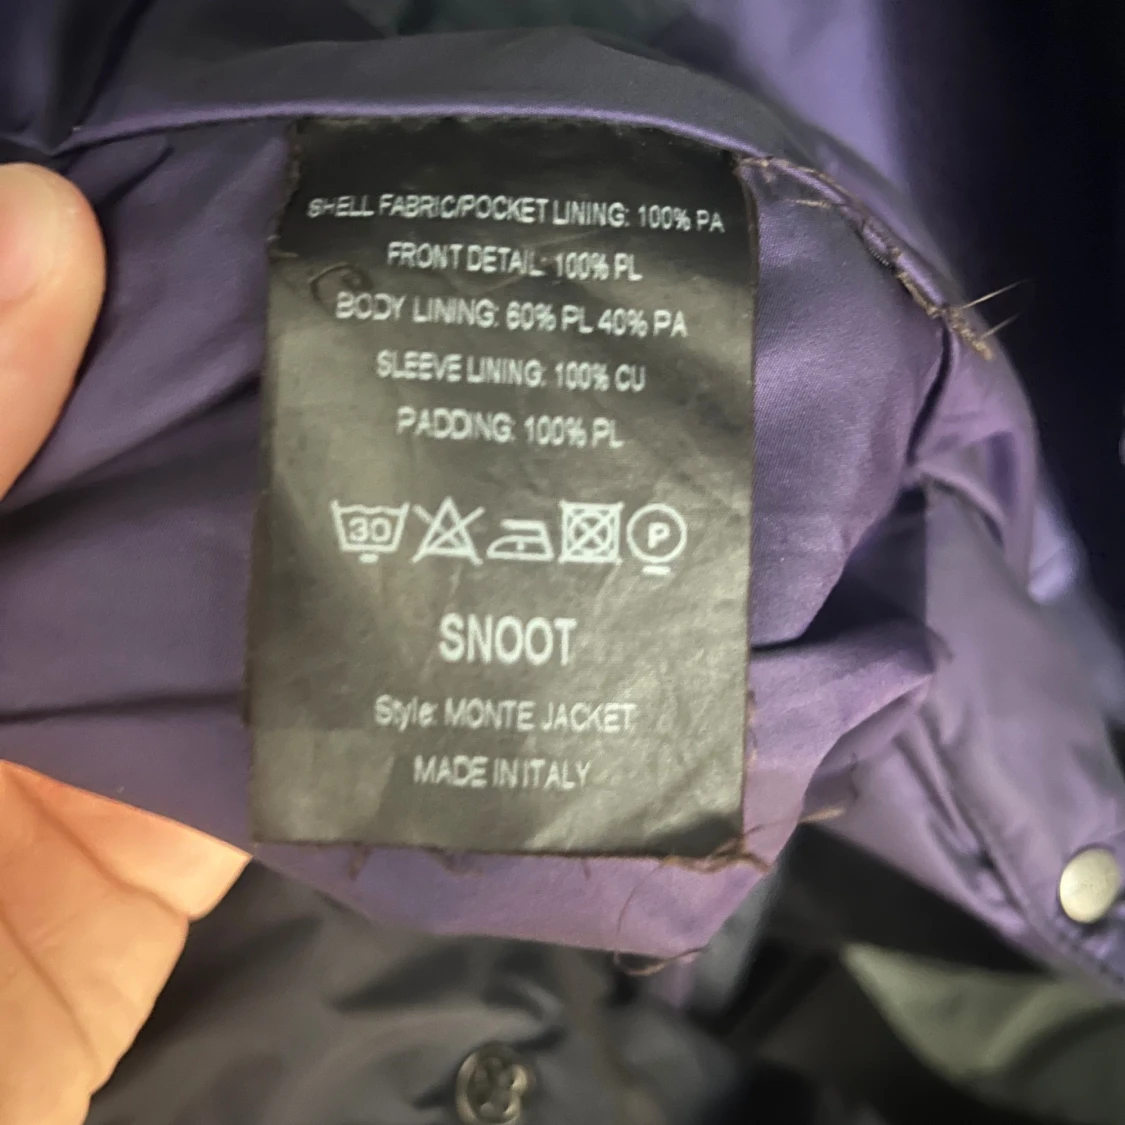 SHELL FABRIC/POCKET LINING: 100% PA
FRONT DETAIL: 100% PL
BODY LINING: 60% PL 40% PA
SLEEVE LINING: 100% CU
PADDING: 100% PL
30 P
SNOOT
Style: MONTE JACKET
MADE IN ITALY